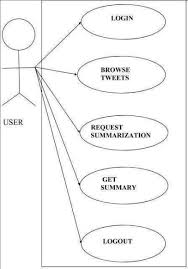 LOGIN
BROWSE
TWEETS
USER
REQUEST
SUMMARIZATION
GET
SUMMARY
LOGOUT